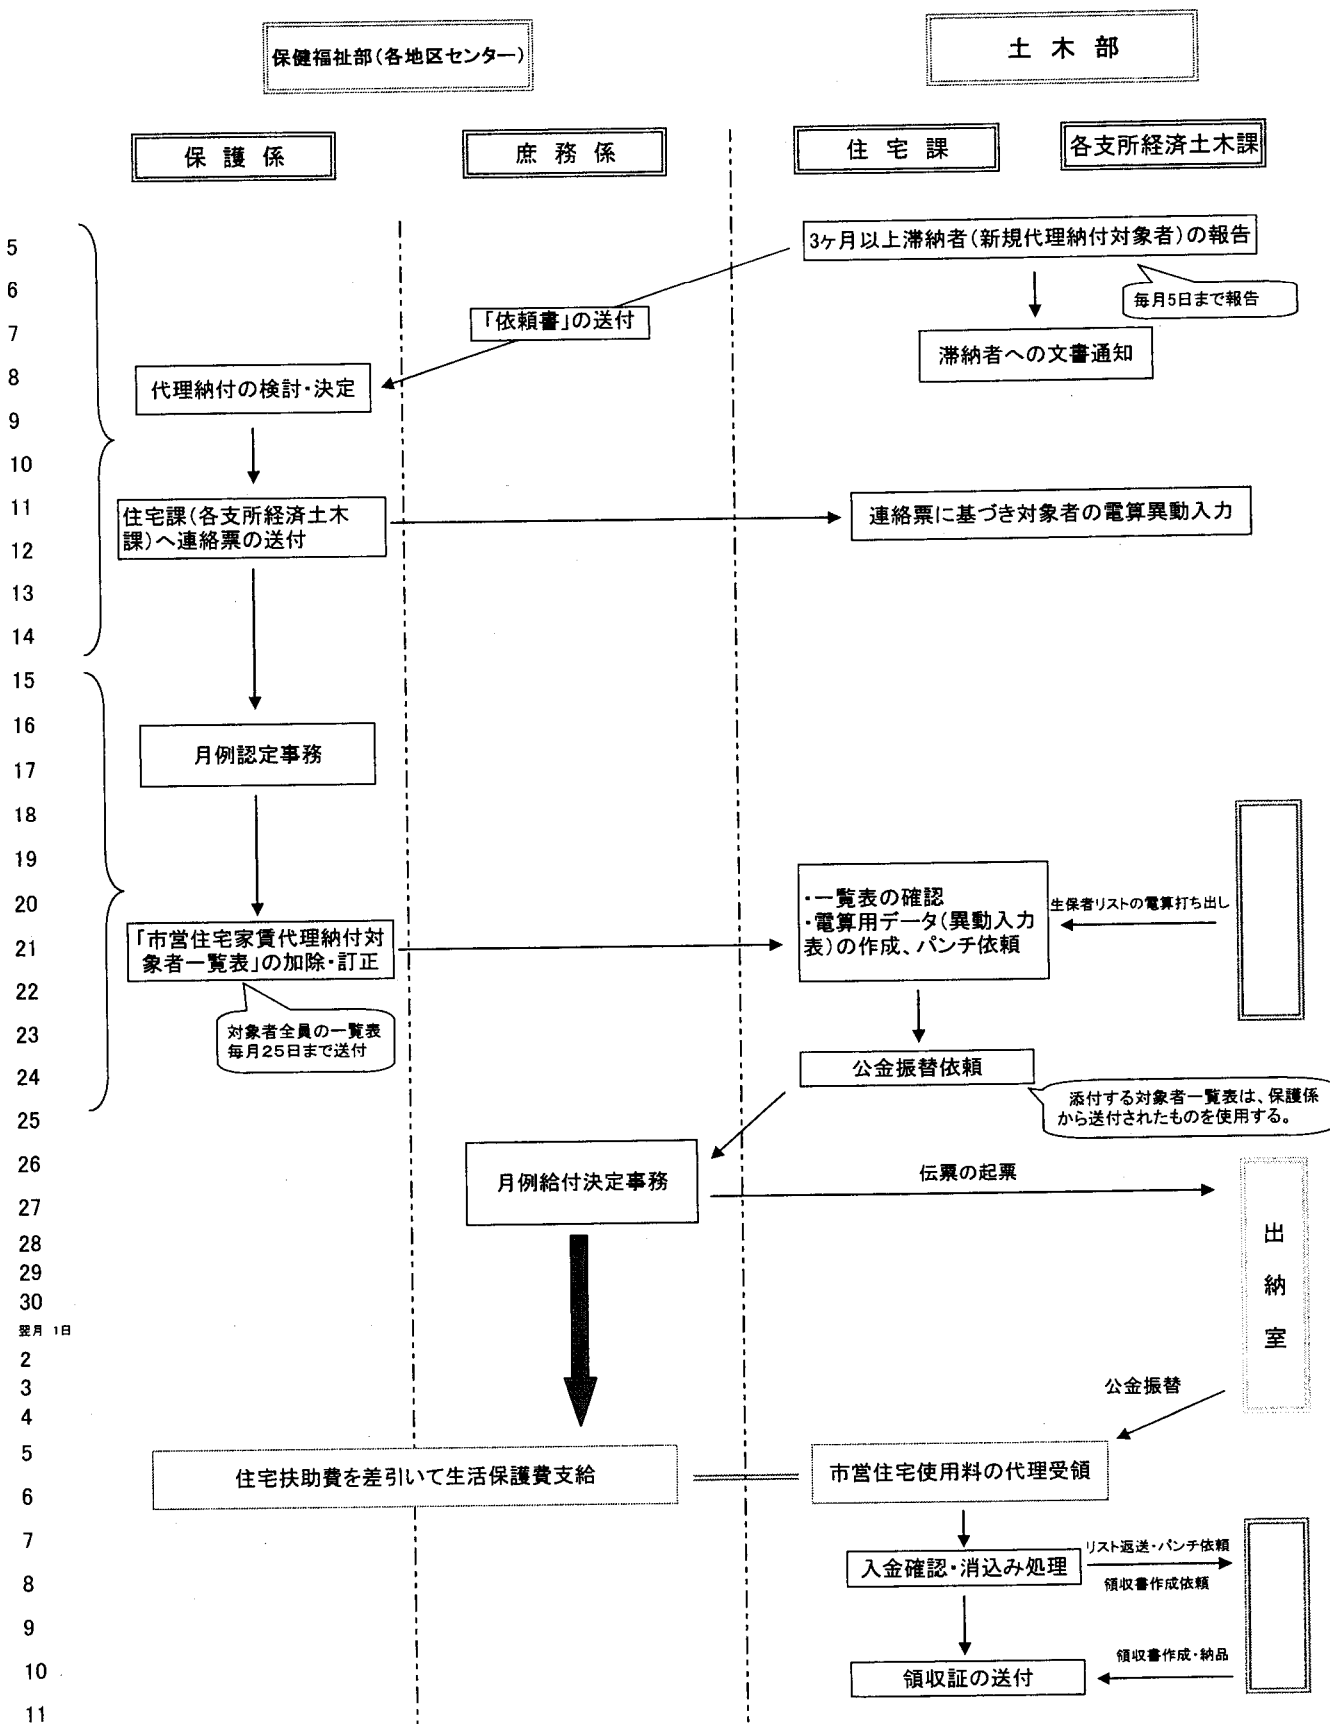 保健福祉部(各地区センター)
土 木 部
保 護 係
庶 務 係
住 宅 課
各支所経済土木課
5
3ヶ月以上滞納者(新規代理納付対象者)の報告
6
毎月5日まで報告
「依頼書」の送付
7
滞納者への文書通知
8
代理納付の検討・決定
9
10
11
住宅課(各支所経済土木
課)へ連絡票の送付
連絡票に基づき対象者の電算異動入力
12
13
14
15
16
月例認定事務
17
18
19
・一覧表の確認
・電算用データ(異動入力
表)の作成、パンチ依頼
生保者リストの電算打ち出し
20
「市営住宅家賃代理納付対
象者一覧表」の加除・訂正
21
22
対象者全員の一覧表
毎月25日まで送付
23
公金振替依頼
24
添付する対象者一覧表は、保護係
から送付されたものを使用する。
25
26
月例給付決定事務
伝票の起票
27
28
29
30
翌月 1日
出
納
室
2
3
公金振替
4
5
住宅扶助費を差引いて生活保護費支給
市営住宅使用料の代理受領
6
7
入金確認・消込み処理
リスト返送・パンチ依頼
領収書作成依頼
8
9
領収書作成・納品
10
領収証の送付
11